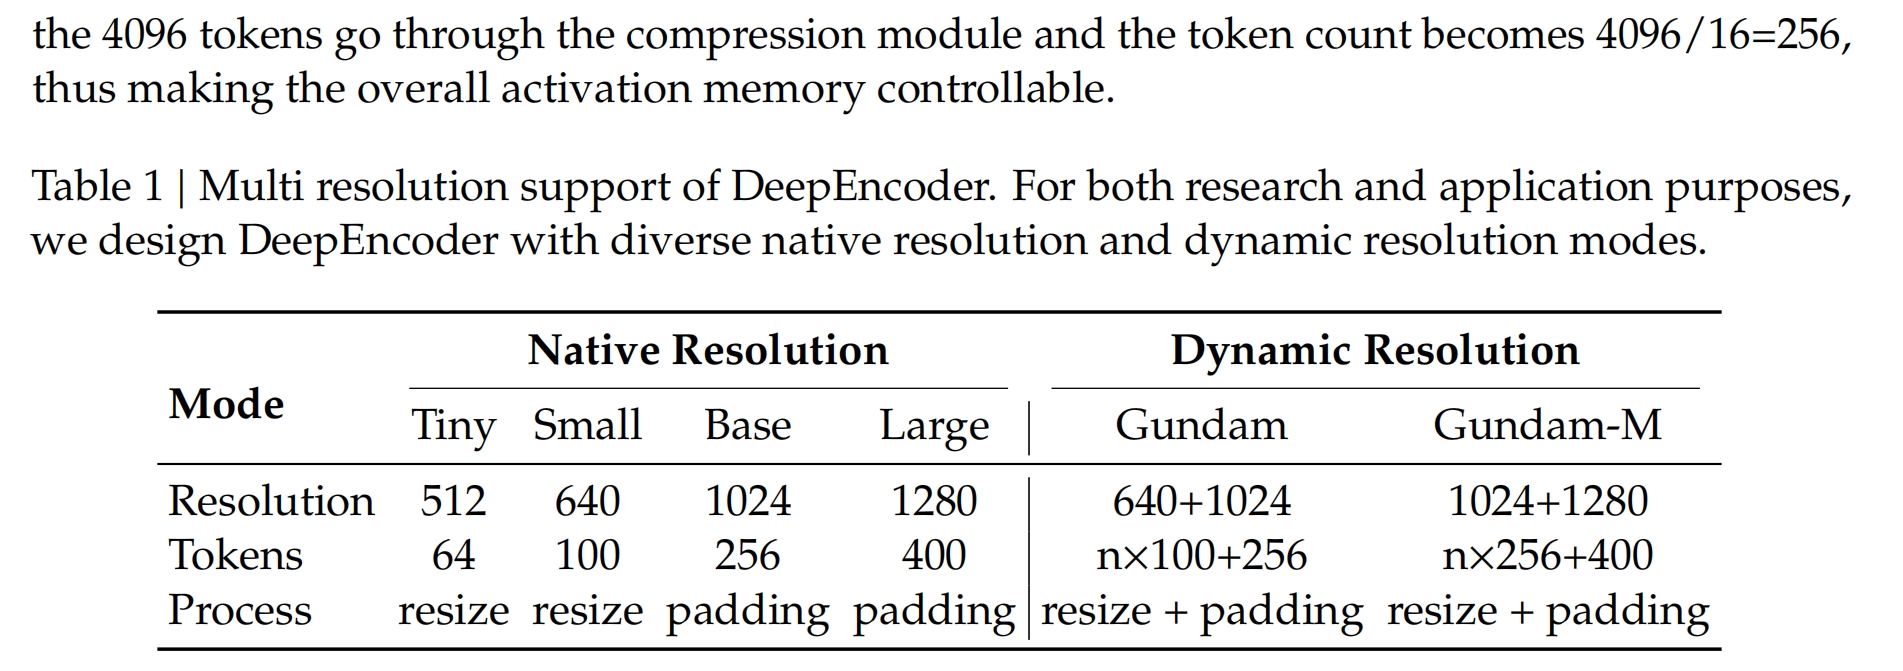 the 4096 tokens go through the compression module and the token count becomes 4096/16=256,
thus making the overall activation memory controllable.
Table 1 | Multi resolution support of DeepEncoder. For both research and application purposes,
we design DeepEncoder with diverse native resolution and dynamic resolution modes.
Mode Native Resolution Dynamic Resolution
Tiny Small Base Large Gundam Gundam-M
Resolution 512 640 1024 1280 640+1024 1024+1280
Tokens 64 100 256 400 n×100+256 n×256+400
Process resize resize padding padding resize + padding resize + padding